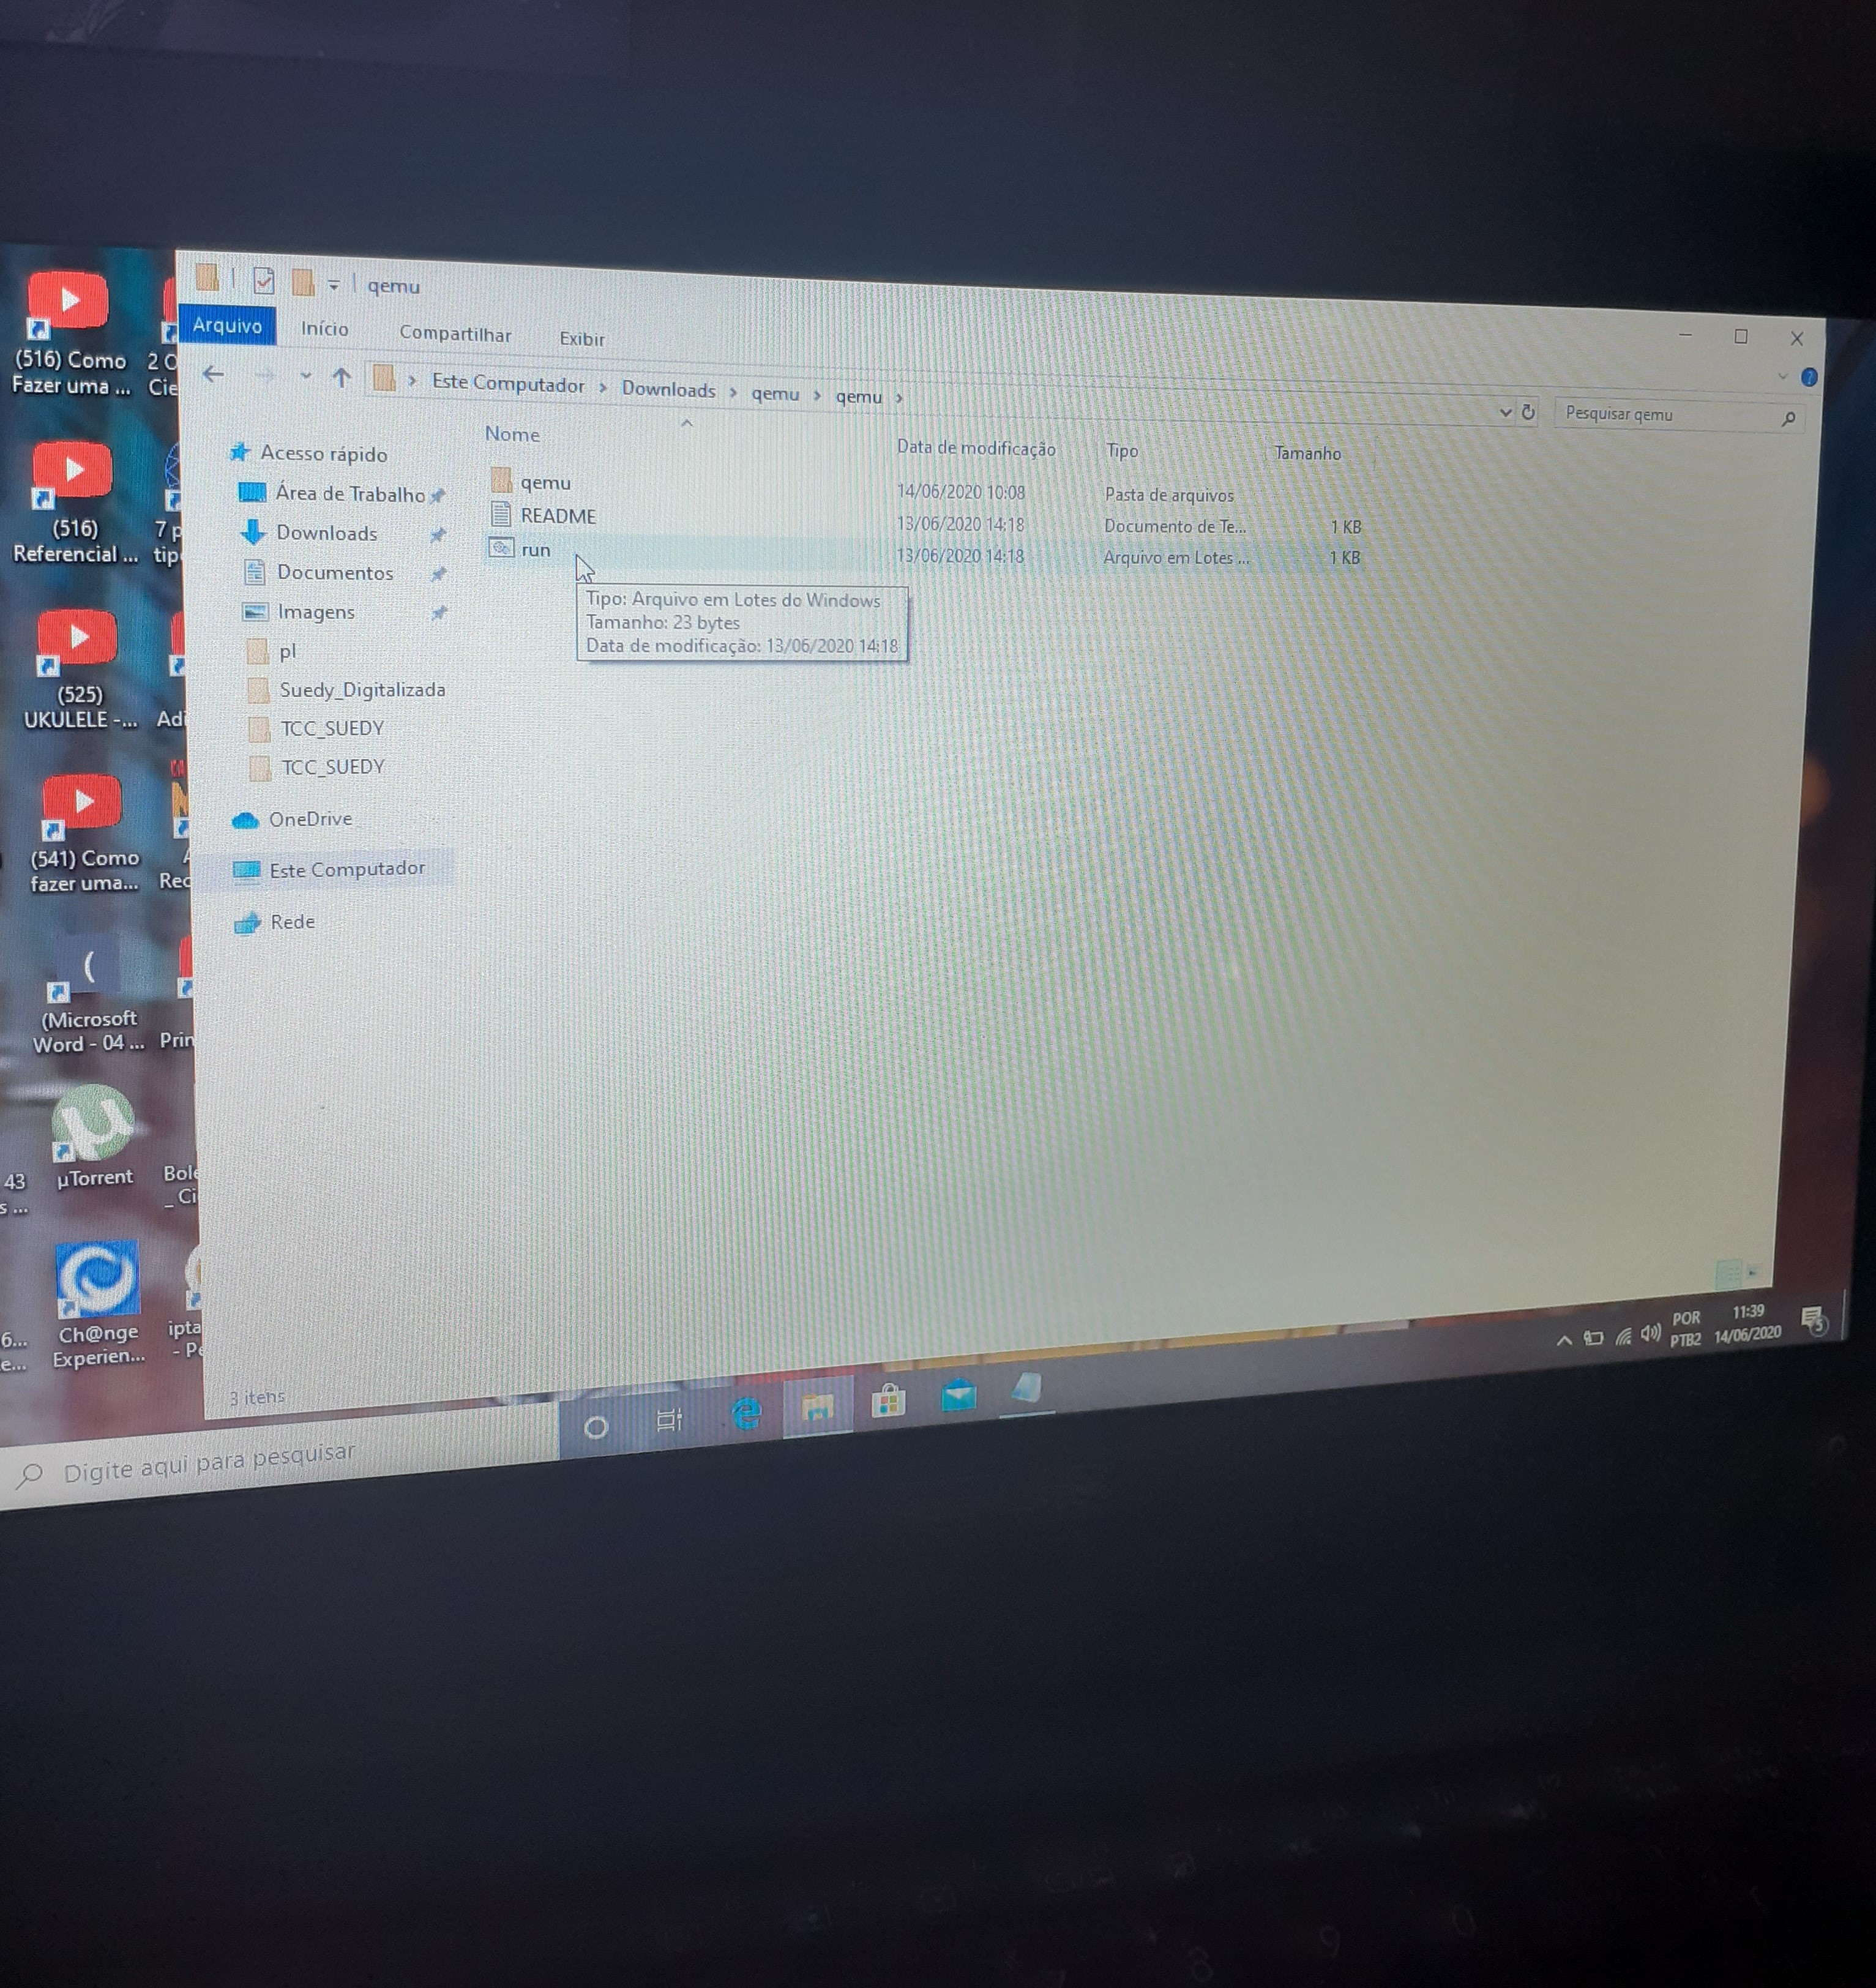 qemu
Arquivo Início Compartilhar Exibir
Este Computador > Downloads > qemu > qemu >
Pesquisar qemu
Nome Data de modificação Tipo Tamanho
qemu 14/06/2020 10:08 Pasta de arquivos
README 13/06/2020 14:18 Documento de Te... 1 KB
run 13/06/2020 14:18 Arquivo em Lotes ... 1 KB
Tipo: Arquivo em Lotes do Windows
Tamanho: 23 bytes
Data de modificação: 13/06/2020 14:18
Acesso rápido
Área de Trabalho
Downloads
Documentos
Imagens
pl
Suedy_Digitalizada
TCC_SUEDY
TCC_SUEDY
OneDrive
Este Computador
Rede
3 itens
(516) Como
Fazer uma ...
2 O
Cie
(516)
Referencial ...
7 p
tip
(525)
UKULELE -...
Adi
(541) Como
fazer uma...
Rec
(
(Microsoft
Word - 04 ...
Prin
43
s ...
µTorrent
Bole
_ Ci
6...
e...
Ch@nge
Experien...
ipta
- Pe
Digite aqui para pesquisar
POR
PTB2
11:39
14/06/2020
5